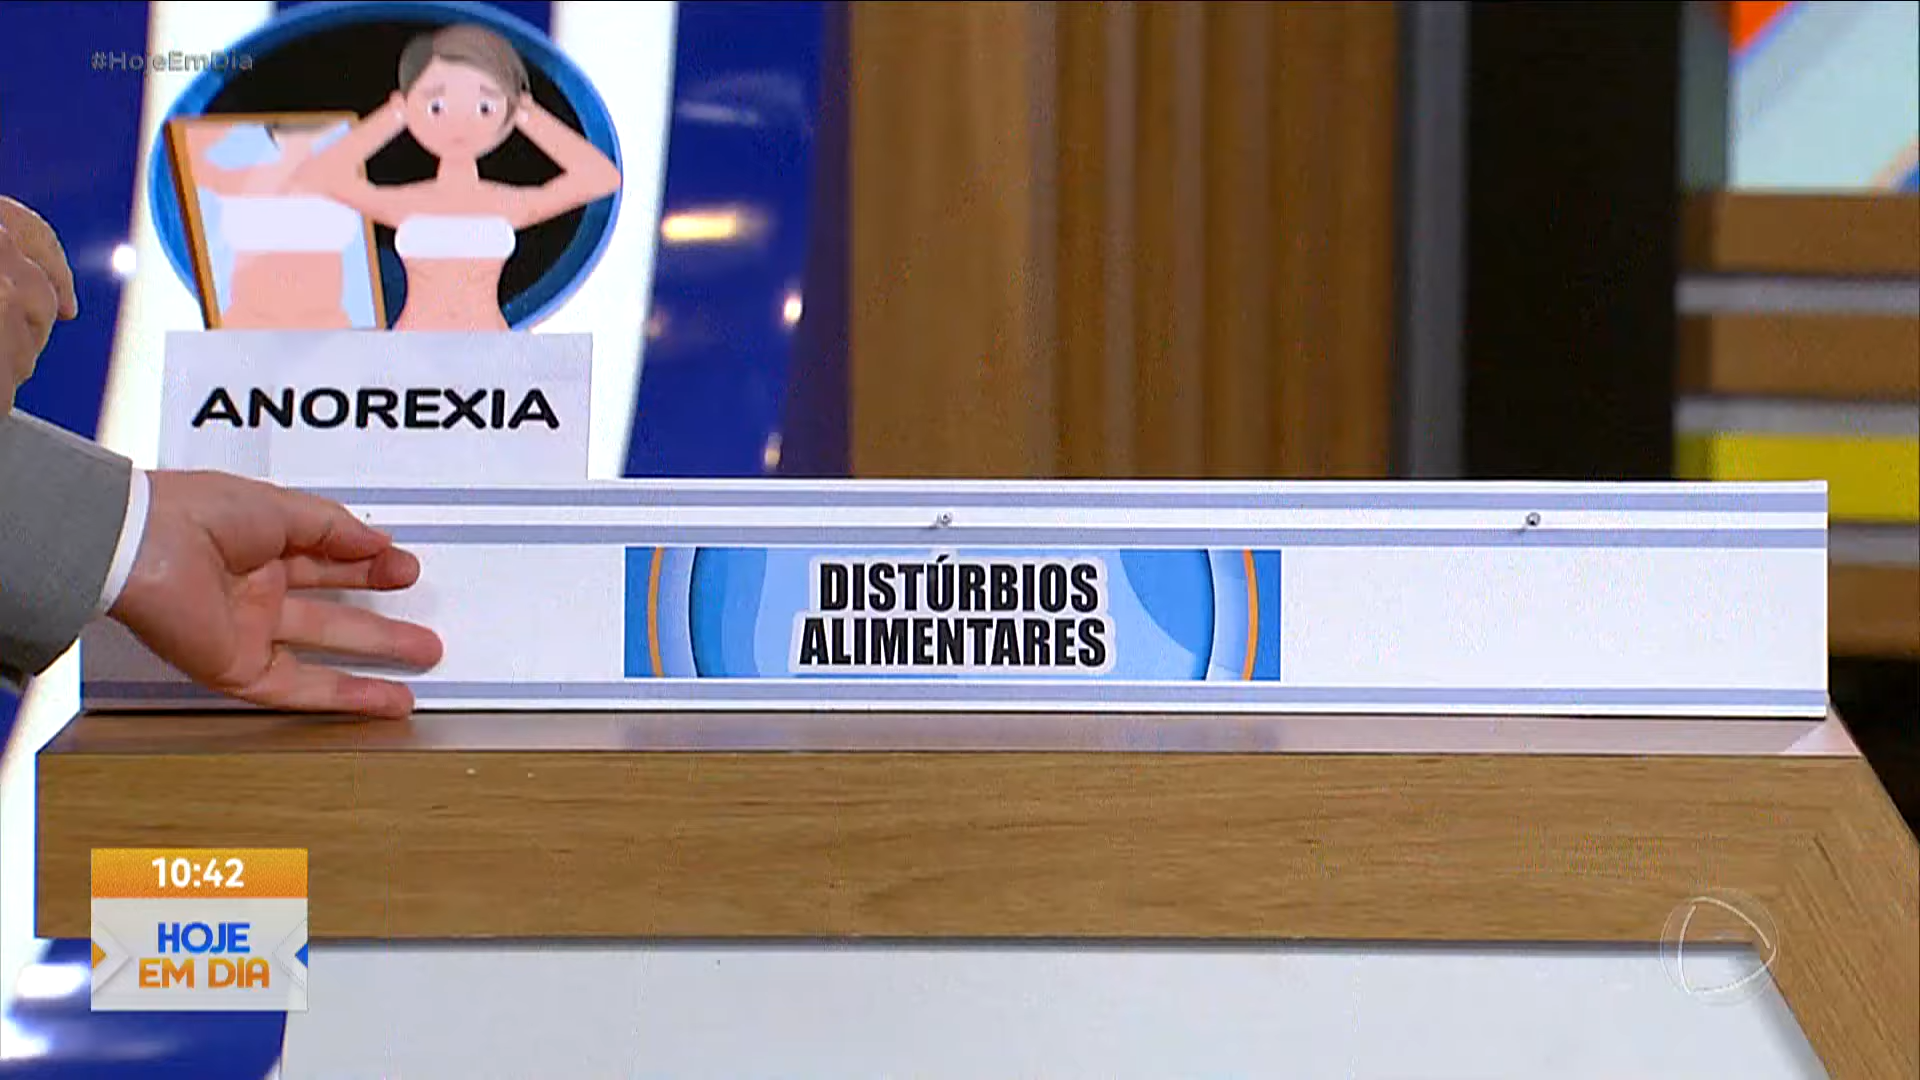 #HojeEmDia
ANOREXIA
DISTÚRBIOS
ALIMENTARES
10:42
HOJE
EM DIA